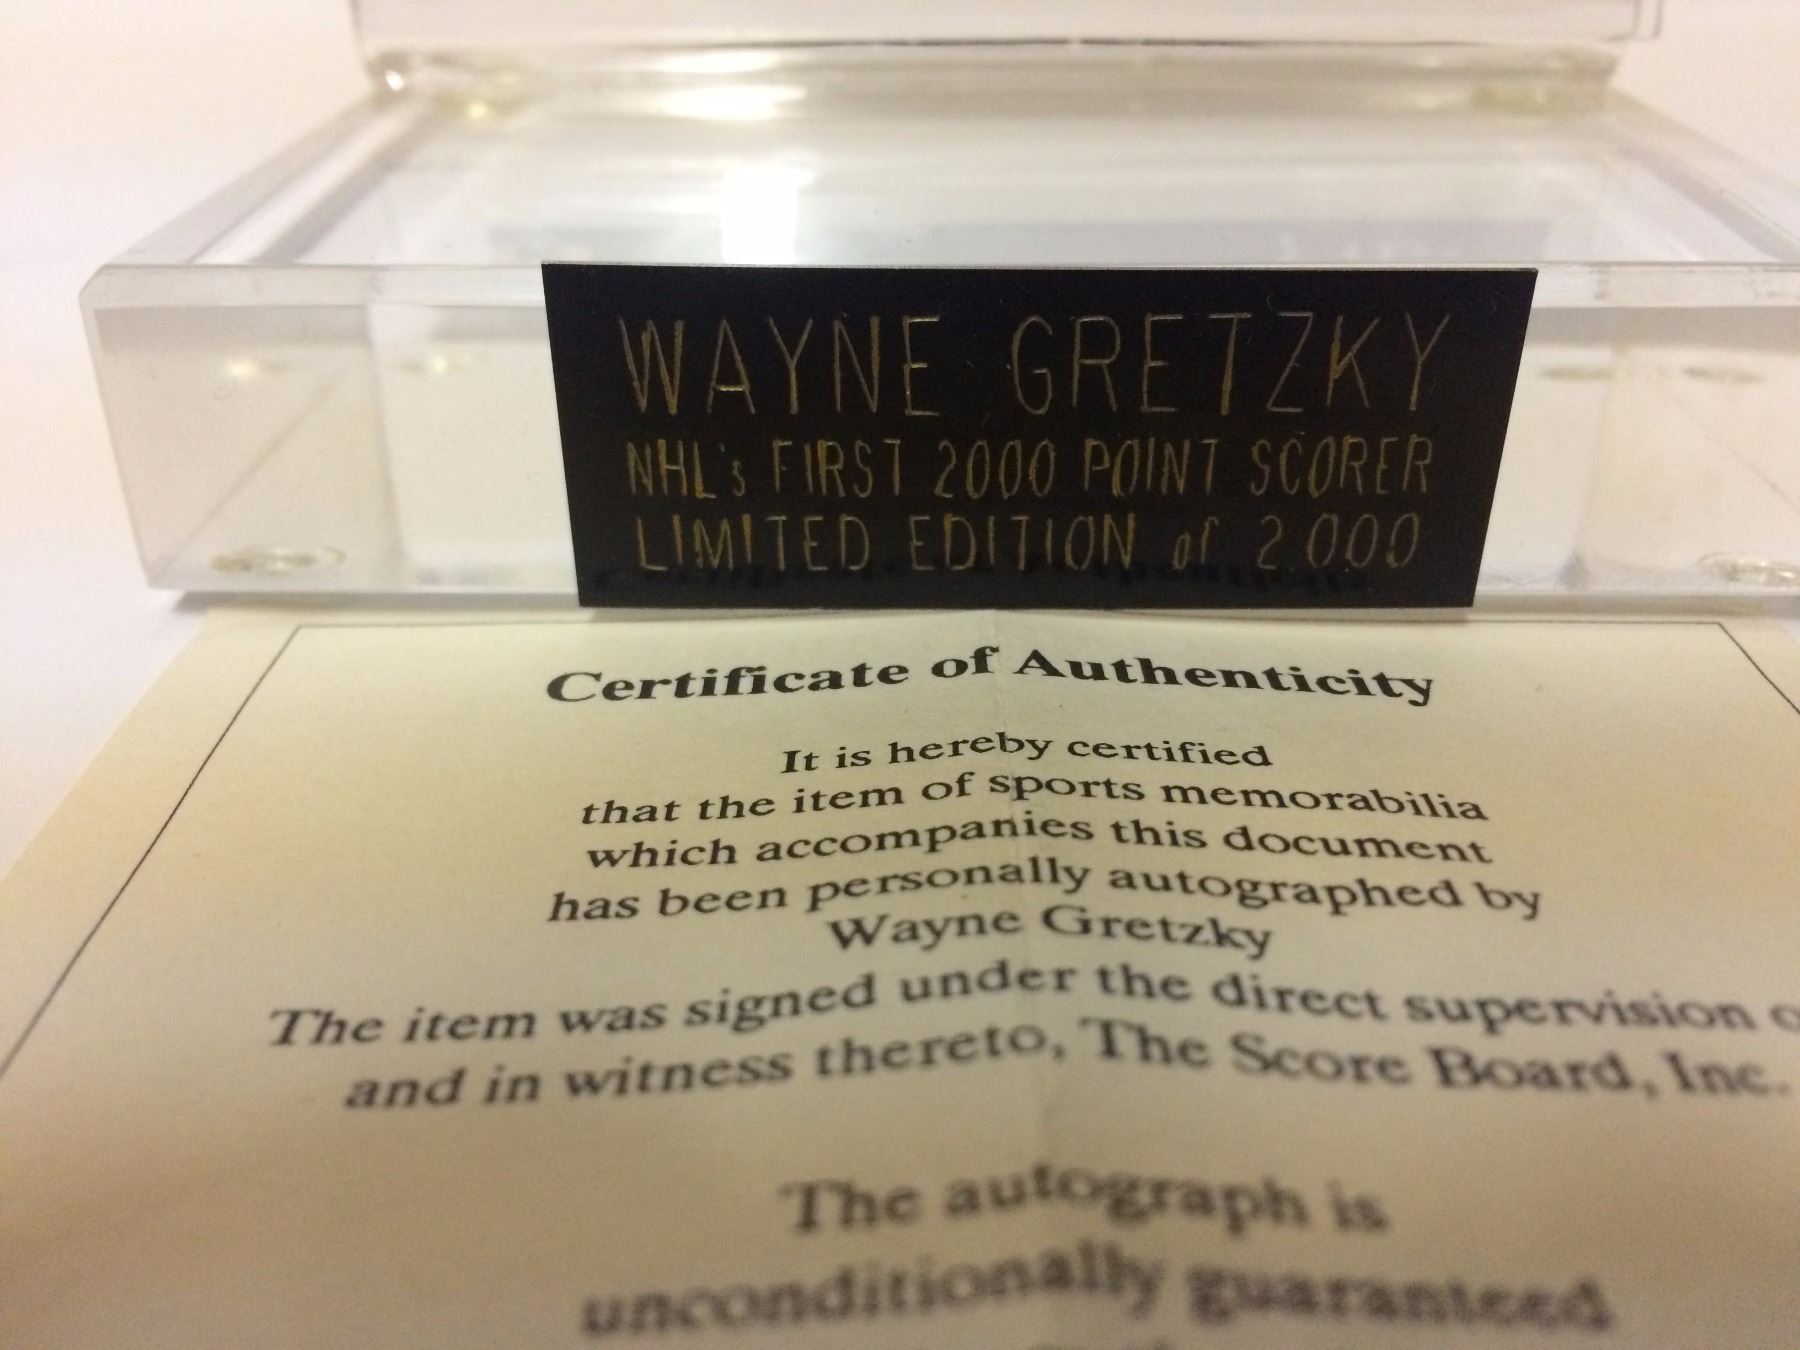 WAYNE GRETZKY
NHL's FIRST 2000 POINT SCORER
LIMITED EDITION of 2000
Certificate of Authenticity
It is hereby certified
that the item of sports memorabilia
which accompanies this document
has been personally autographed by
Wayne Gretzky
The item was signed under the direct supervision
and in witness thereto, The Score Board, Inc.
The autograph is
unconditionally guaranteed